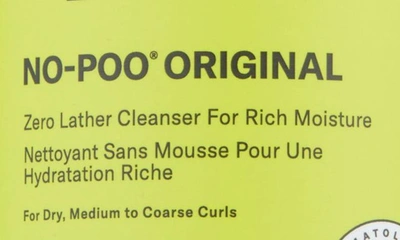 NO-POO® ORIGINAL
Zero Lather Cleanser For Rich Moisture
Nettoyant Sans Mousse Pour Une
Hydratation Riche
For Dry, Medium to Coarse Curls